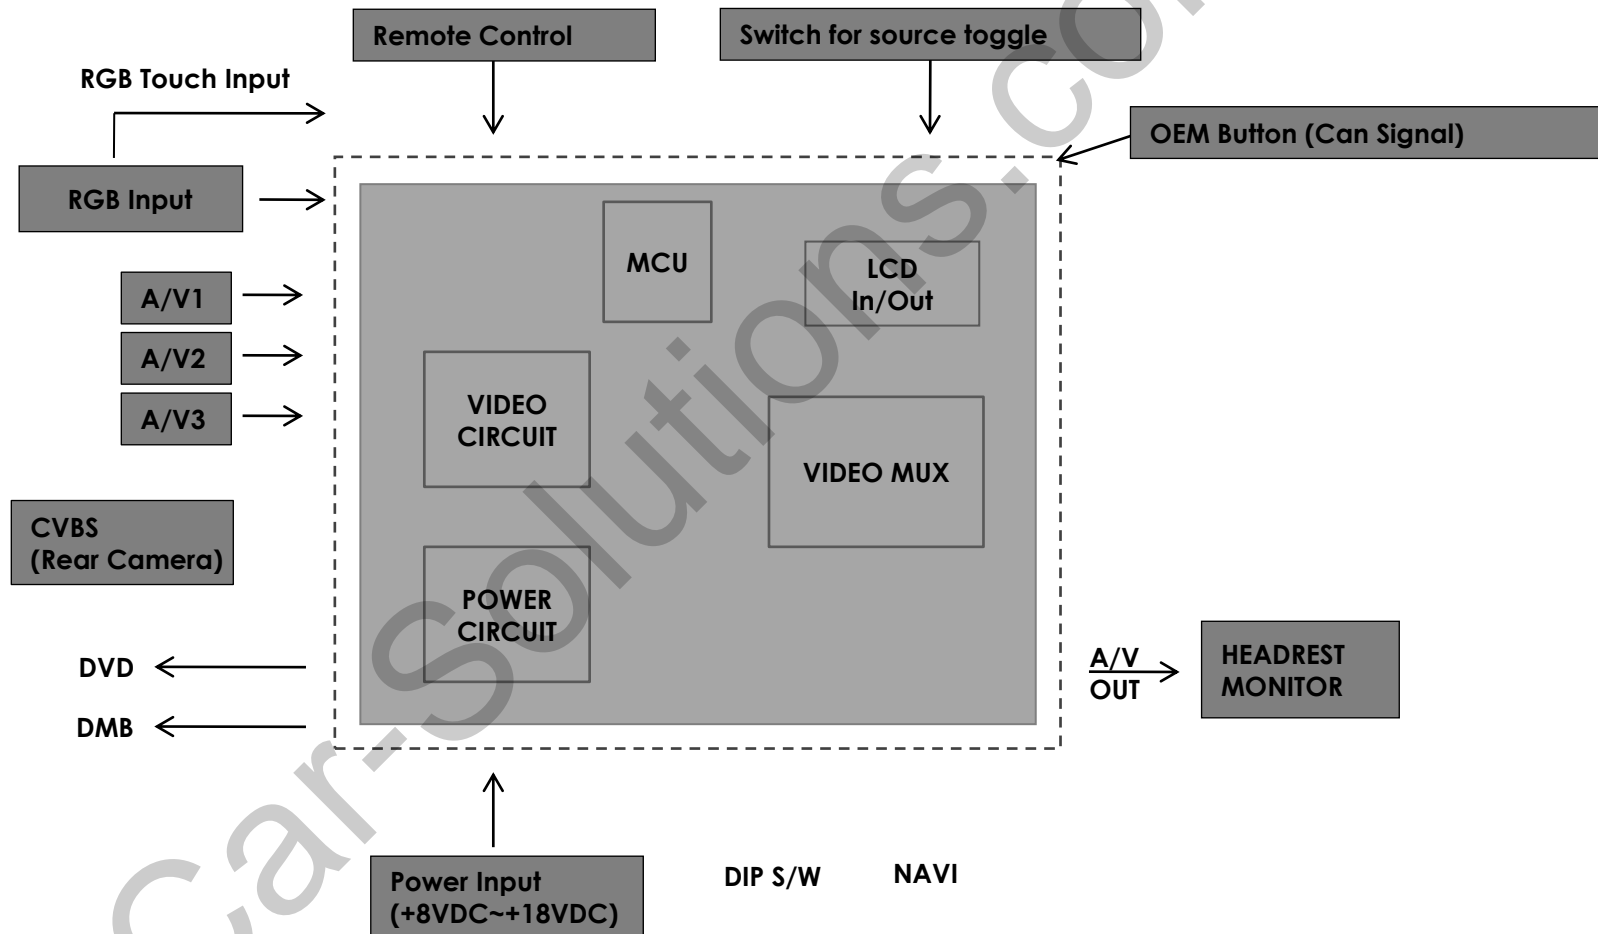 Remote Control
Switch for source toggle
RGB Touch Input
OEM Button (Can Signal)
RGB Input
MCU
LCD
In/Out
A/V1
A/V2
A/V3
VIDEO
CIRCUIT
VIDEO MUX
CVBS
(Rear Camera)
POWER
CIRCUIT
DVD
DMB
A/V
OUT
HEADREST
MONITOR
Power Input
(+8VDC~+18VDC)
DIP S/W
NAVI
Car-Solutions.com